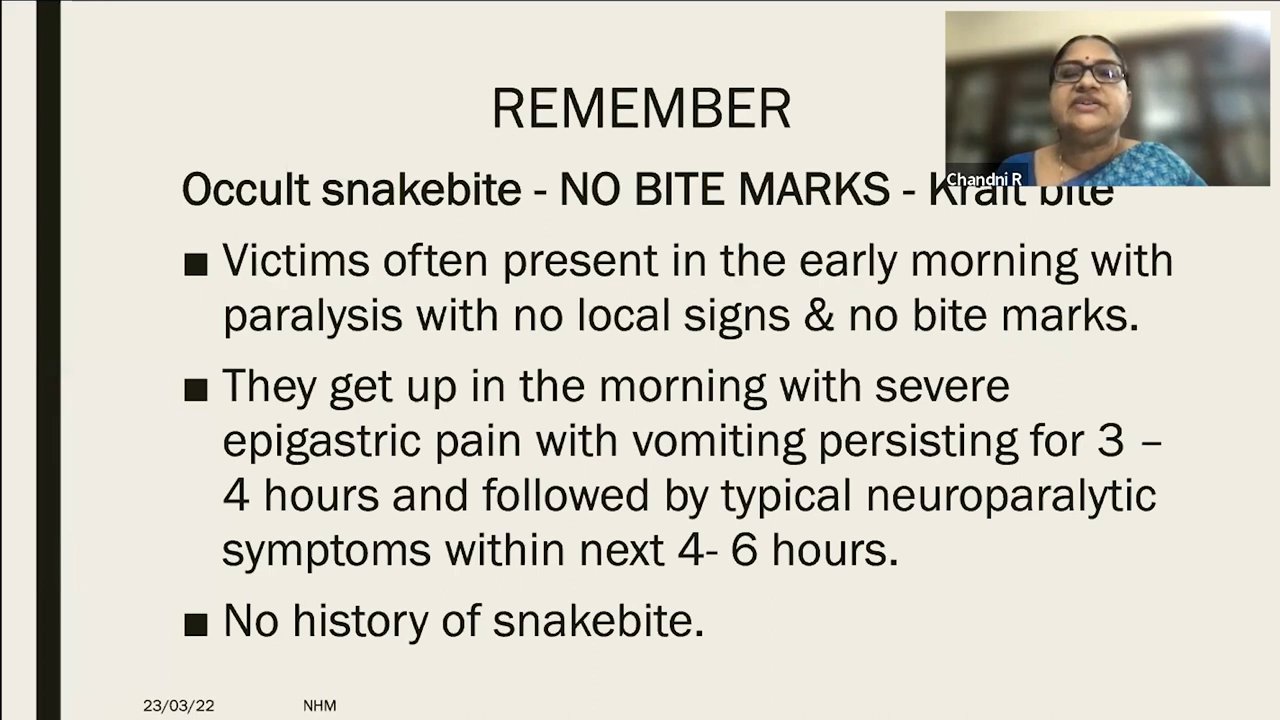 REMEMBER
Chandni R
Occult snakebite - NO BITE MARKS - Krait bite
■ Victims often present in the early morning with
paralysis with no local signs & no bite marks.
■ They get up in the morning with severe
epigastric pain with vomiting persisting for 3 –
4 hours and followed by typical neuroparalytic
symptoms within next 4- 6 hours.
■ No history of snakebite.
23/03/22 NHM